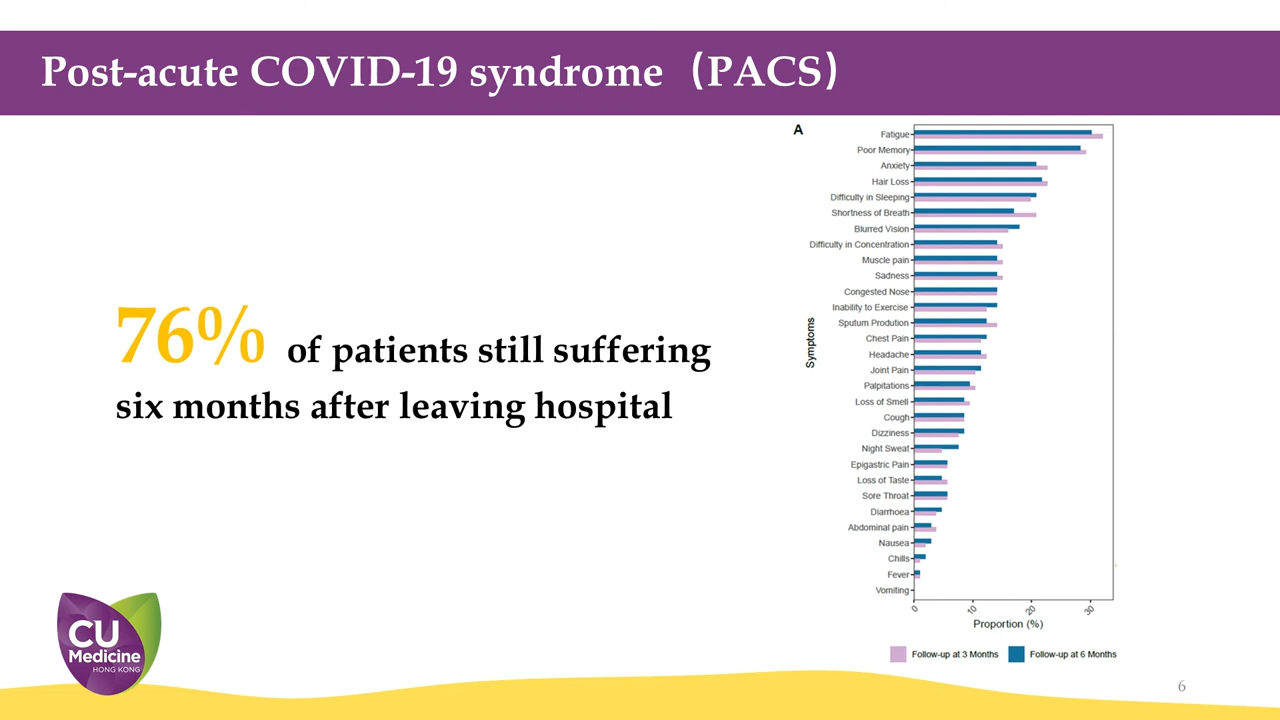 Post-acute COVID-19 syndrome（PACS）
76% of patients still suffering
six months after leaving hospital
A
Symptoms
Fatigue
Poor Memory
Anxiety
Hair Loss
Difficulty in Sleeping
Shortness of Breath
Blurred Vision
Difficulty in Concentration
Muscle pain
Sadness
Congested Nose
Inability to Exercise
Sputum Prodution
Chest Pain
Headache
Joint Pain
Palpitations
Loss of Smell
Cough
Dizziness
Night Sweat
Epigastric Pain
Loss of Taste
Sore Throat
Diarrhoea
Abdominal pain
Nausea
Chills
Fever
Vomiting
0 10 20 30
Proportion (%)
Follow-up at 3 Months Follow-up at 6 Months
CU
Medicine
HONG KONG
6